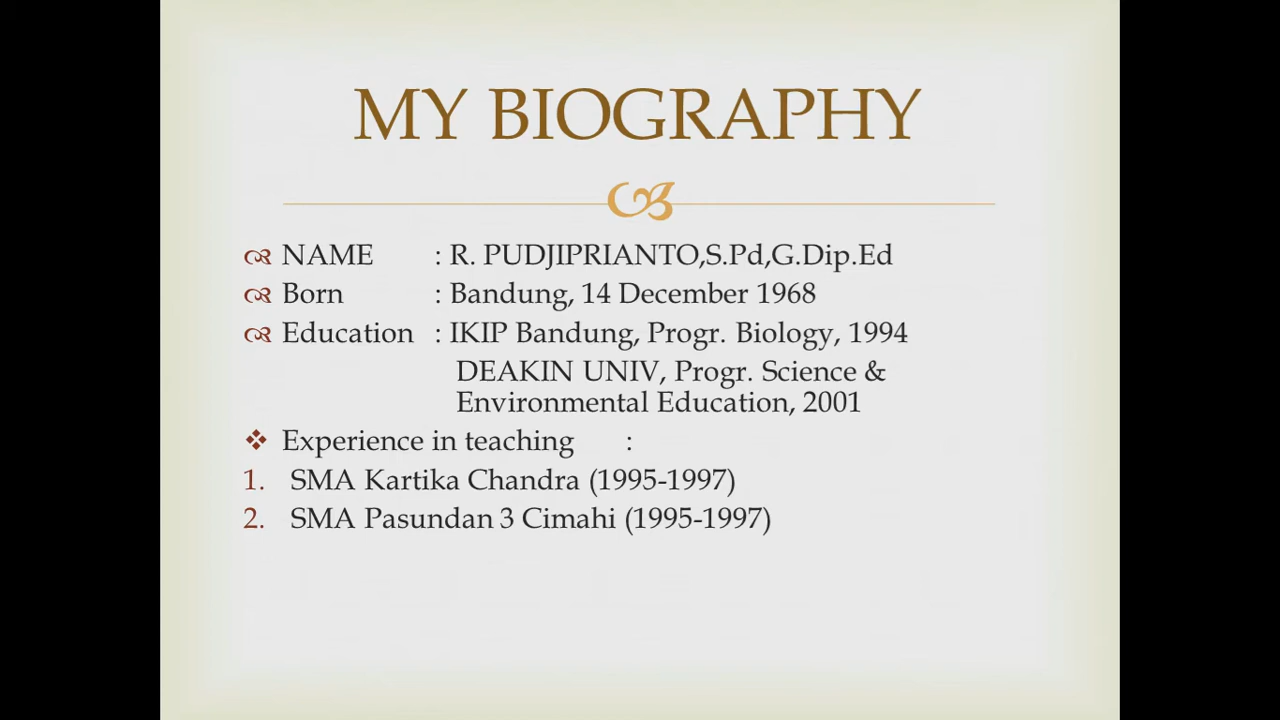 MY BIOGRAPHY
NAME : R. PUDJIPRIANTO,S.Pd,G.Dip.Ed
Born : Bandung, 14 December 1968
Education : IKIP Bandung, Progr. Biology, 1994
DEAKIN UNIV, Progr. Science &
Environmental Education, 2001
Experience in teaching :
1. SMA Kartika Chandra (1995-1997)
2. SMA Pasundan 3 Cimahi (1995-1997)